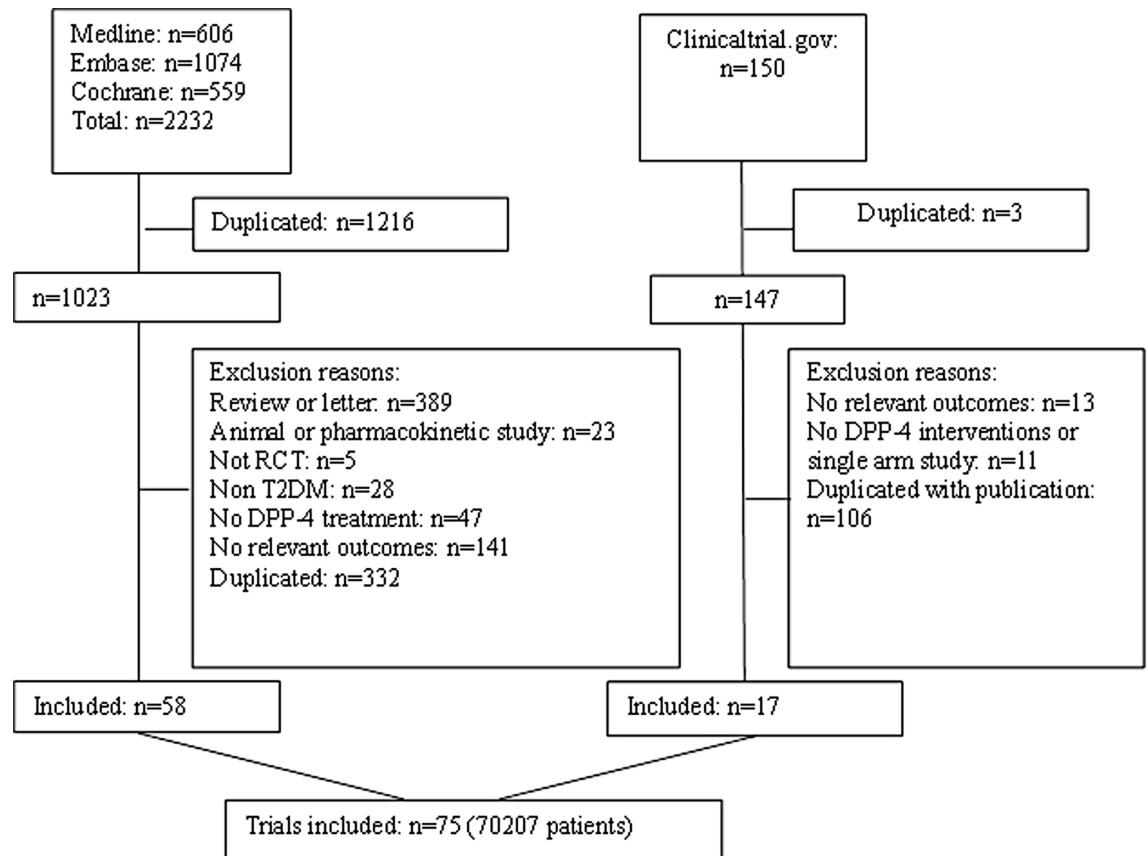 Medline: n=606
Embase: n=1074
Cochrane: n=559
Total: n=2232
Clinicaltrial.gov:
n=150
Duplicated: n=1216
Duplicated: n=3
n=1023
n=147
Exclusion reasons:
Review or letter: n=389
Animal or pharmacokinetic study: n=23
Not RCT: n=5
Non T2DM: n=28
No DPP-4 treatment: n=47
No relevant outcomes: n=141
Duplicated: n=332
Exclusion reasons:
No relevant outcomes: n=13
No DPP-4 interventions or
single arm study: n=11
Duplicated with publication:
n=106
Included: n=58
Included: n=17
Trials included: n=75 (70207 patients)